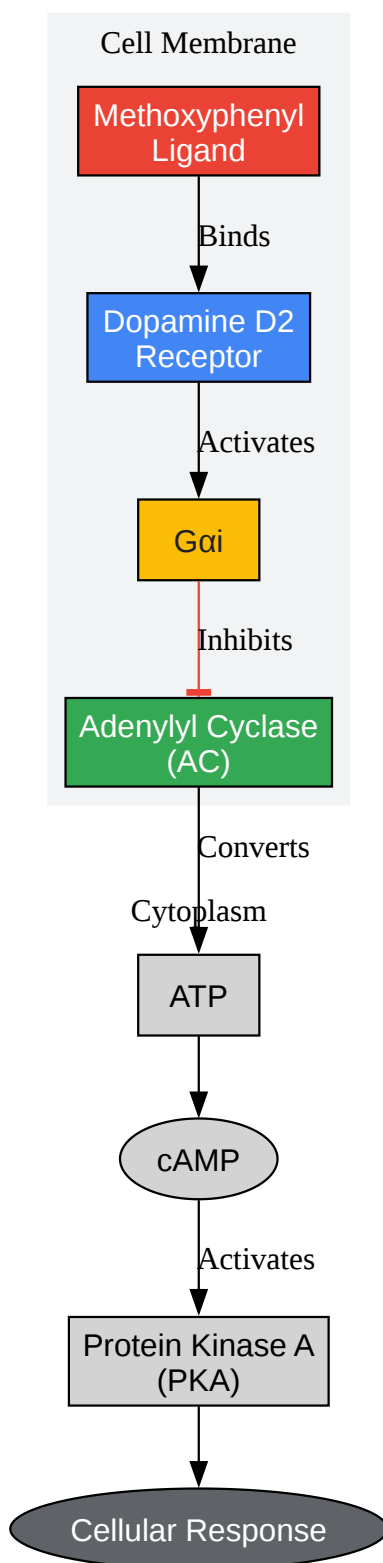 Cell Membrane
Methoxyphenyl
Ligand
Binds
Dopamine D2
Receptor
Activates
Gαi
Inhibits
Adenylyl Cyclase
(AC)
Converts
Cytoplasm
ATP
cAMP
Activates
Protein Kinase A
(PKA)
Cellular Response